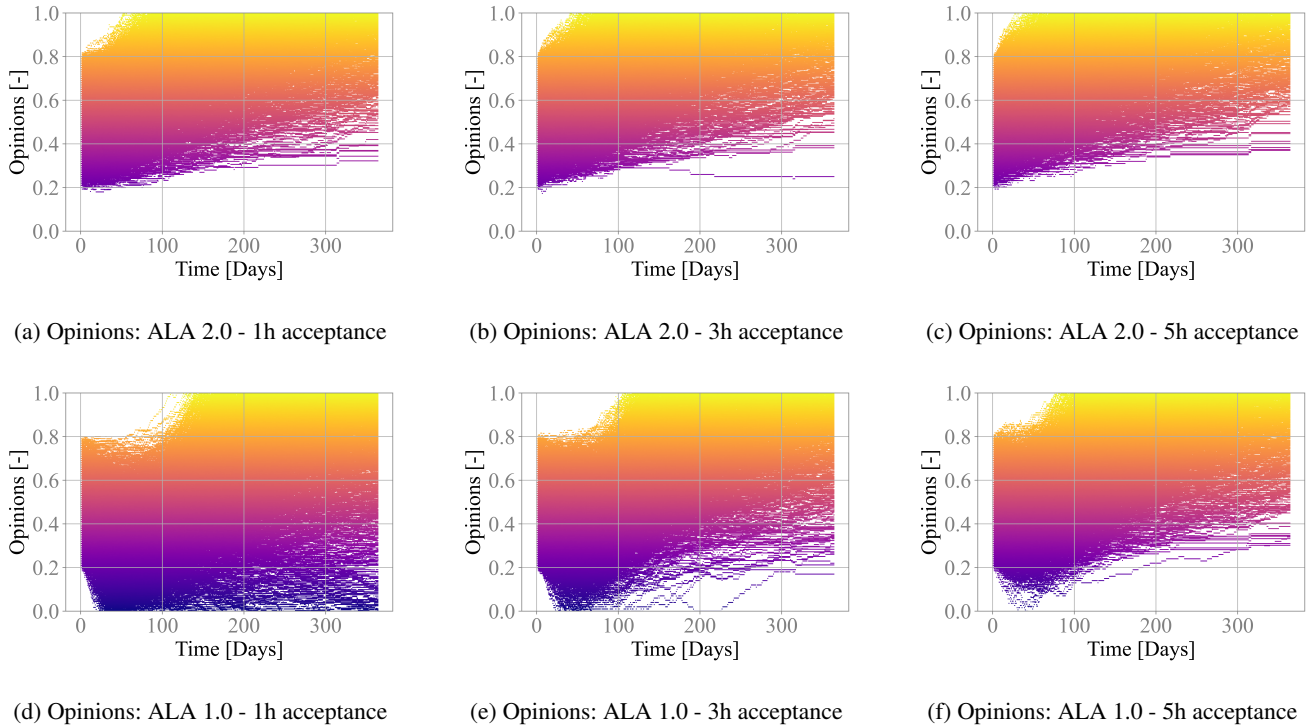 1.0
0.8
0.6
0.4
0.2
0.0
Opinions [-]
0 100 200 300
Time [Days]
(a) Opinions: ALA 2.0 - 1h acceptance
1.0
0.8
0.6
0.4
0.2
0.0
Opinions [-]
0 100 200 300
Time [Days]
(b) Opinions: ALA 2.0 - 3h acceptance
1.0
0.8
0.6
0.4
0.2
0.0
Opinions [-]
0 100 200 300
Time [Days]
(c) Opinions: ALA 2.0 - 5h acceptance
1.0
0.8
0.6
0.4
0.2
0.0
Opinions [-]
0 100 200 300
Time [Days]
(d) Opinions: ALA 1.0 - 1h acceptance
1.0
0.8
0.6
0.4
0.2
0.0
Opinions [-]
0 100 200 300
Time [Days]
(e) Opinions: ALA 1.0 - 3h acceptance
1.0
0.8
0.6
0.4
0.2
0.0
Opinions [-]
0 100 200 300
Time [Days]
(f) Opinions: ALA 1.0 - 5h acceptance